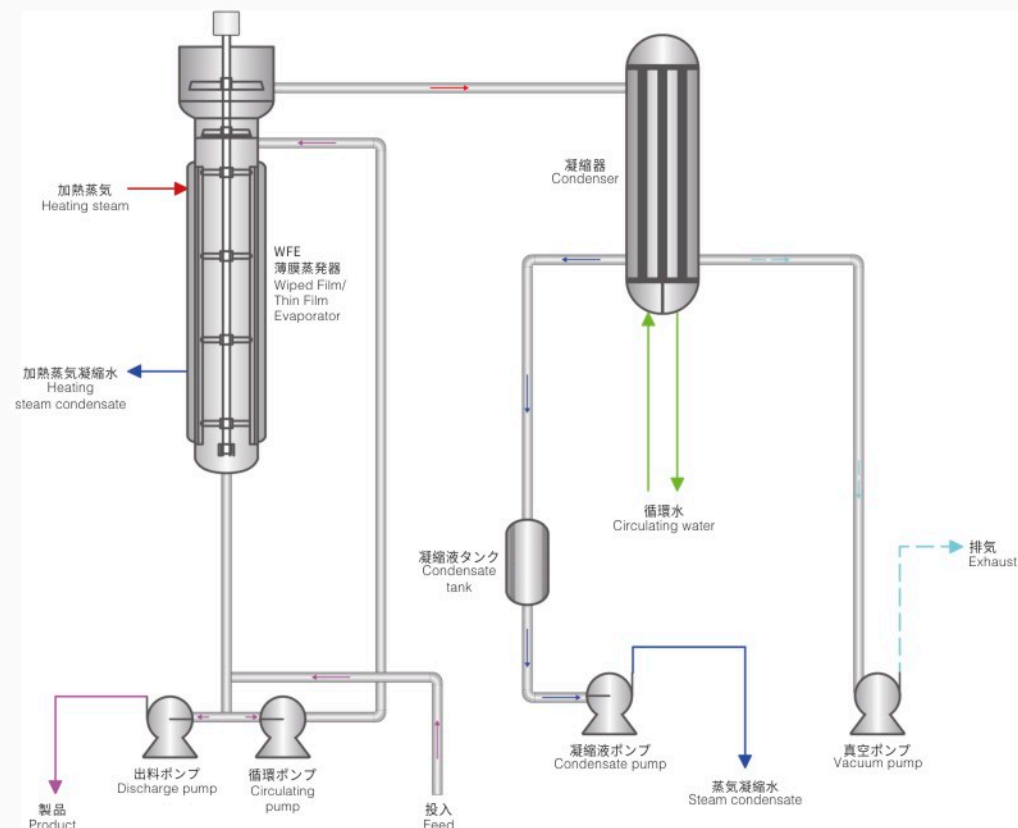 加熱蒸気
Heating steam
WFE
薄膜蒸発器
Wiped Film/
Thin Film
Evaporator
凝縮器
Condenser
加熱蒸気凝縮水
Heating
steam condensate
循環水
Circulating water
凝縮液タンク
Condensate
tank
排気
Exhaust
出料ポンプ
Discharge pump
循環ポンプ
Circulating
pump
凝縮液ポンプ
Condensate pump
真空ポンプ
Vacuum pump
製品
Product
投入
Feed
蒸気凝縮水
Steam condensate